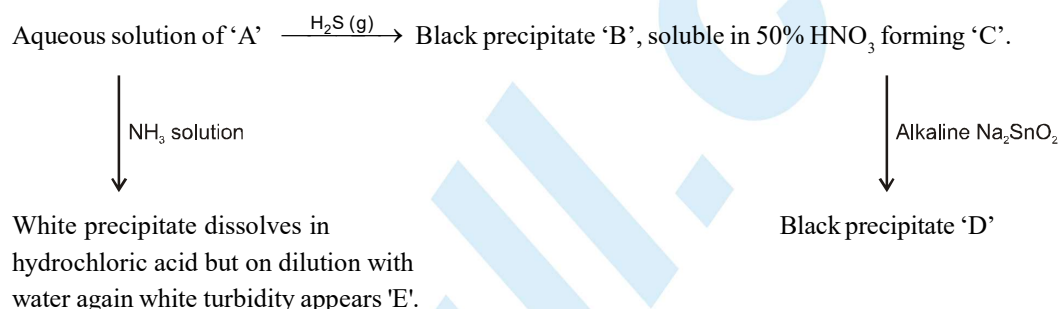 Aqueous solution of ‘A’ H₂S (g) Black precipitate ‘B’, soluble in 50% HNO₃ forming ‘C’.
NH₃ solution
Alkaline Na₂SnO₂
White precipitate dissolves in
hydrochloric acid but on dilution with
water again white turbidity appears 'E'.
Black precipitate ‘D’